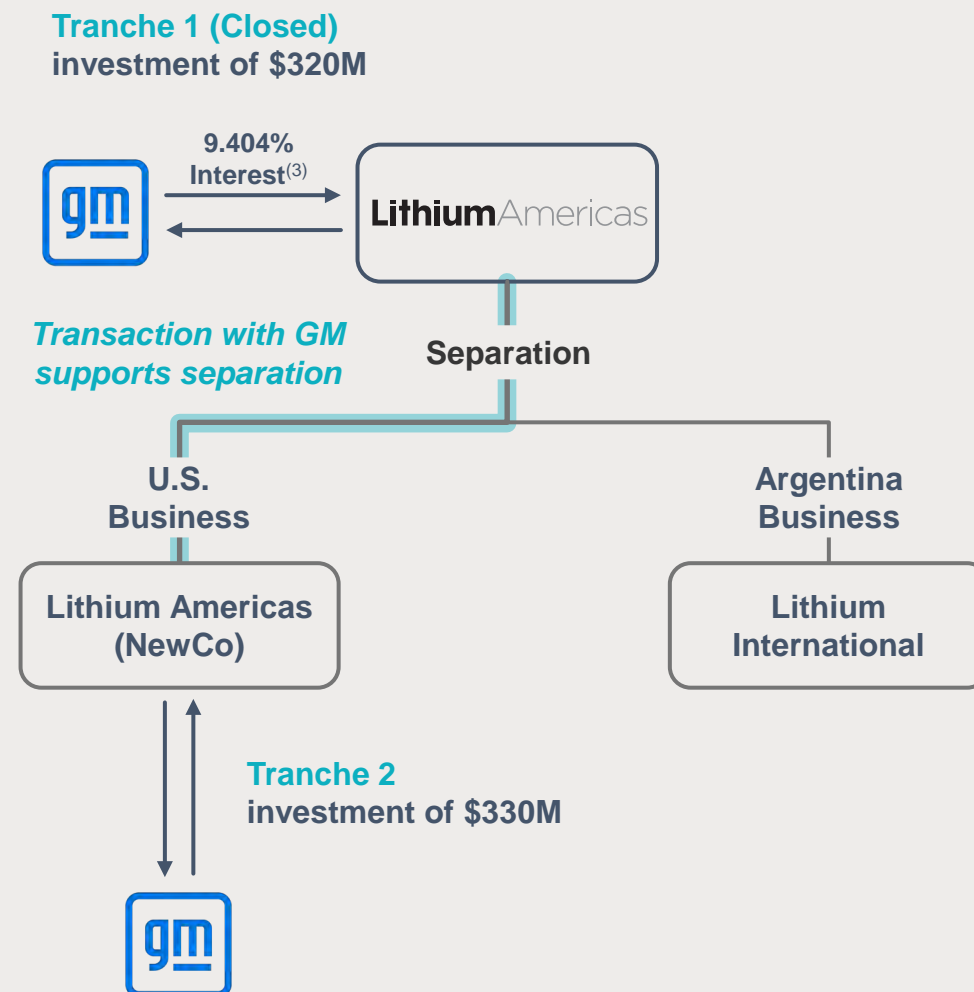 Tranche 1 (Closed)
investment of $320M
9.404%
Interest(3)
gm
LithiumAmericas
Transaction with GM
supports separation
Separation
U.S.
Business
Argentina
Business
Lithium Americas
(NewCo)
Lithium
International
Tranche 2
investment of $330M
gm